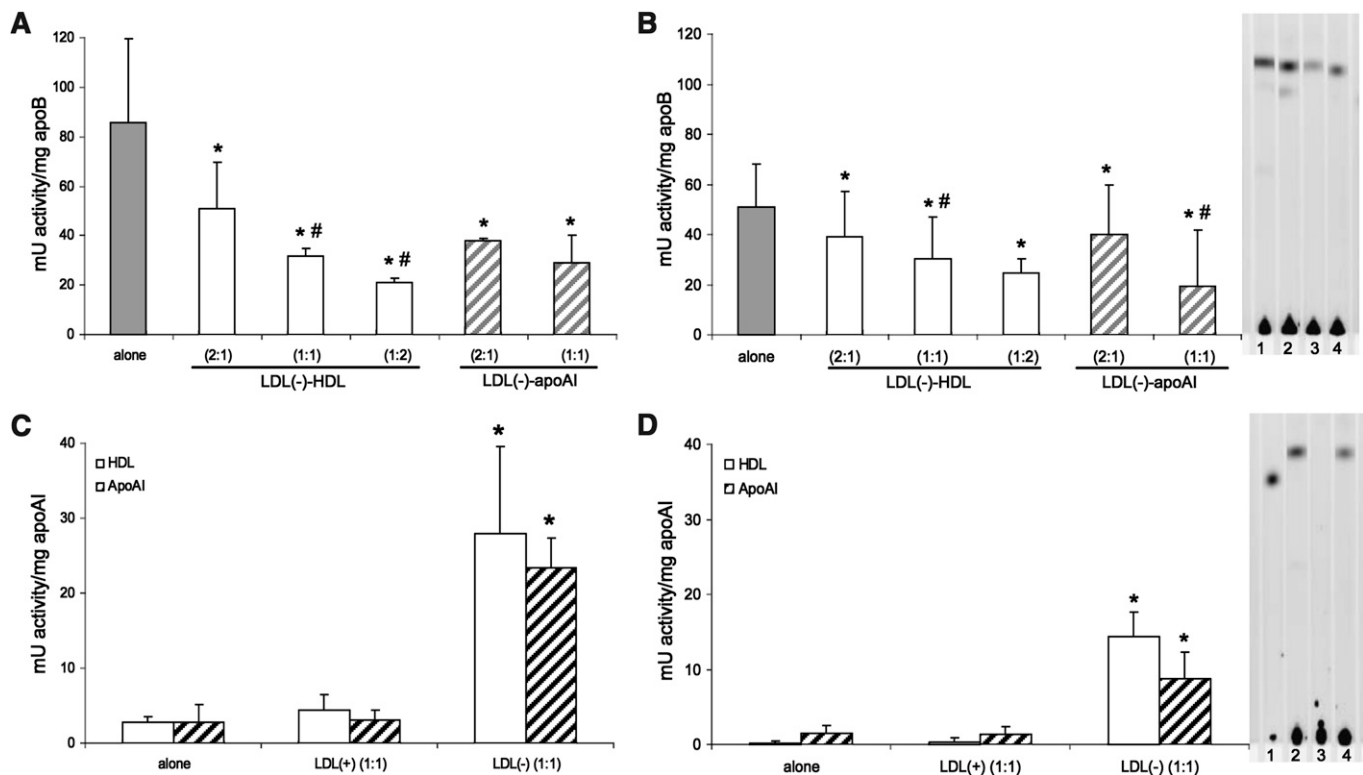 A
mU activity/mg apoB
120
100
80
60
40
20
0
*
* #
* #
*
*
alone
(2:1)
(1:1)
(1:2)
(2:1)
(1:1)
LDL(-)-HDL
LDL(-)-apoAI
B
mU activity/mg apoB
120
100
80
60
40
20
0
*
* #
*
*
* #
alone
(2:1)
(1:1)
(1:2)
(2:1)
(1:1)
LDL(-)-HDL
LDL(-)-apoAI
1 2 3 4
C
mU activity/mg apoAI
40
30
20
10
0
HDL
ApoAI
*
*
alone
LDL(+) (1:1)
LDL(-) (1:1)
D
mU activity/mg apoAI
40
30
20
10
0
HDL
ApoAI
*
*
alone
LDL(+) (1:1)
LDL(-) (1:1)
1 2 3 4